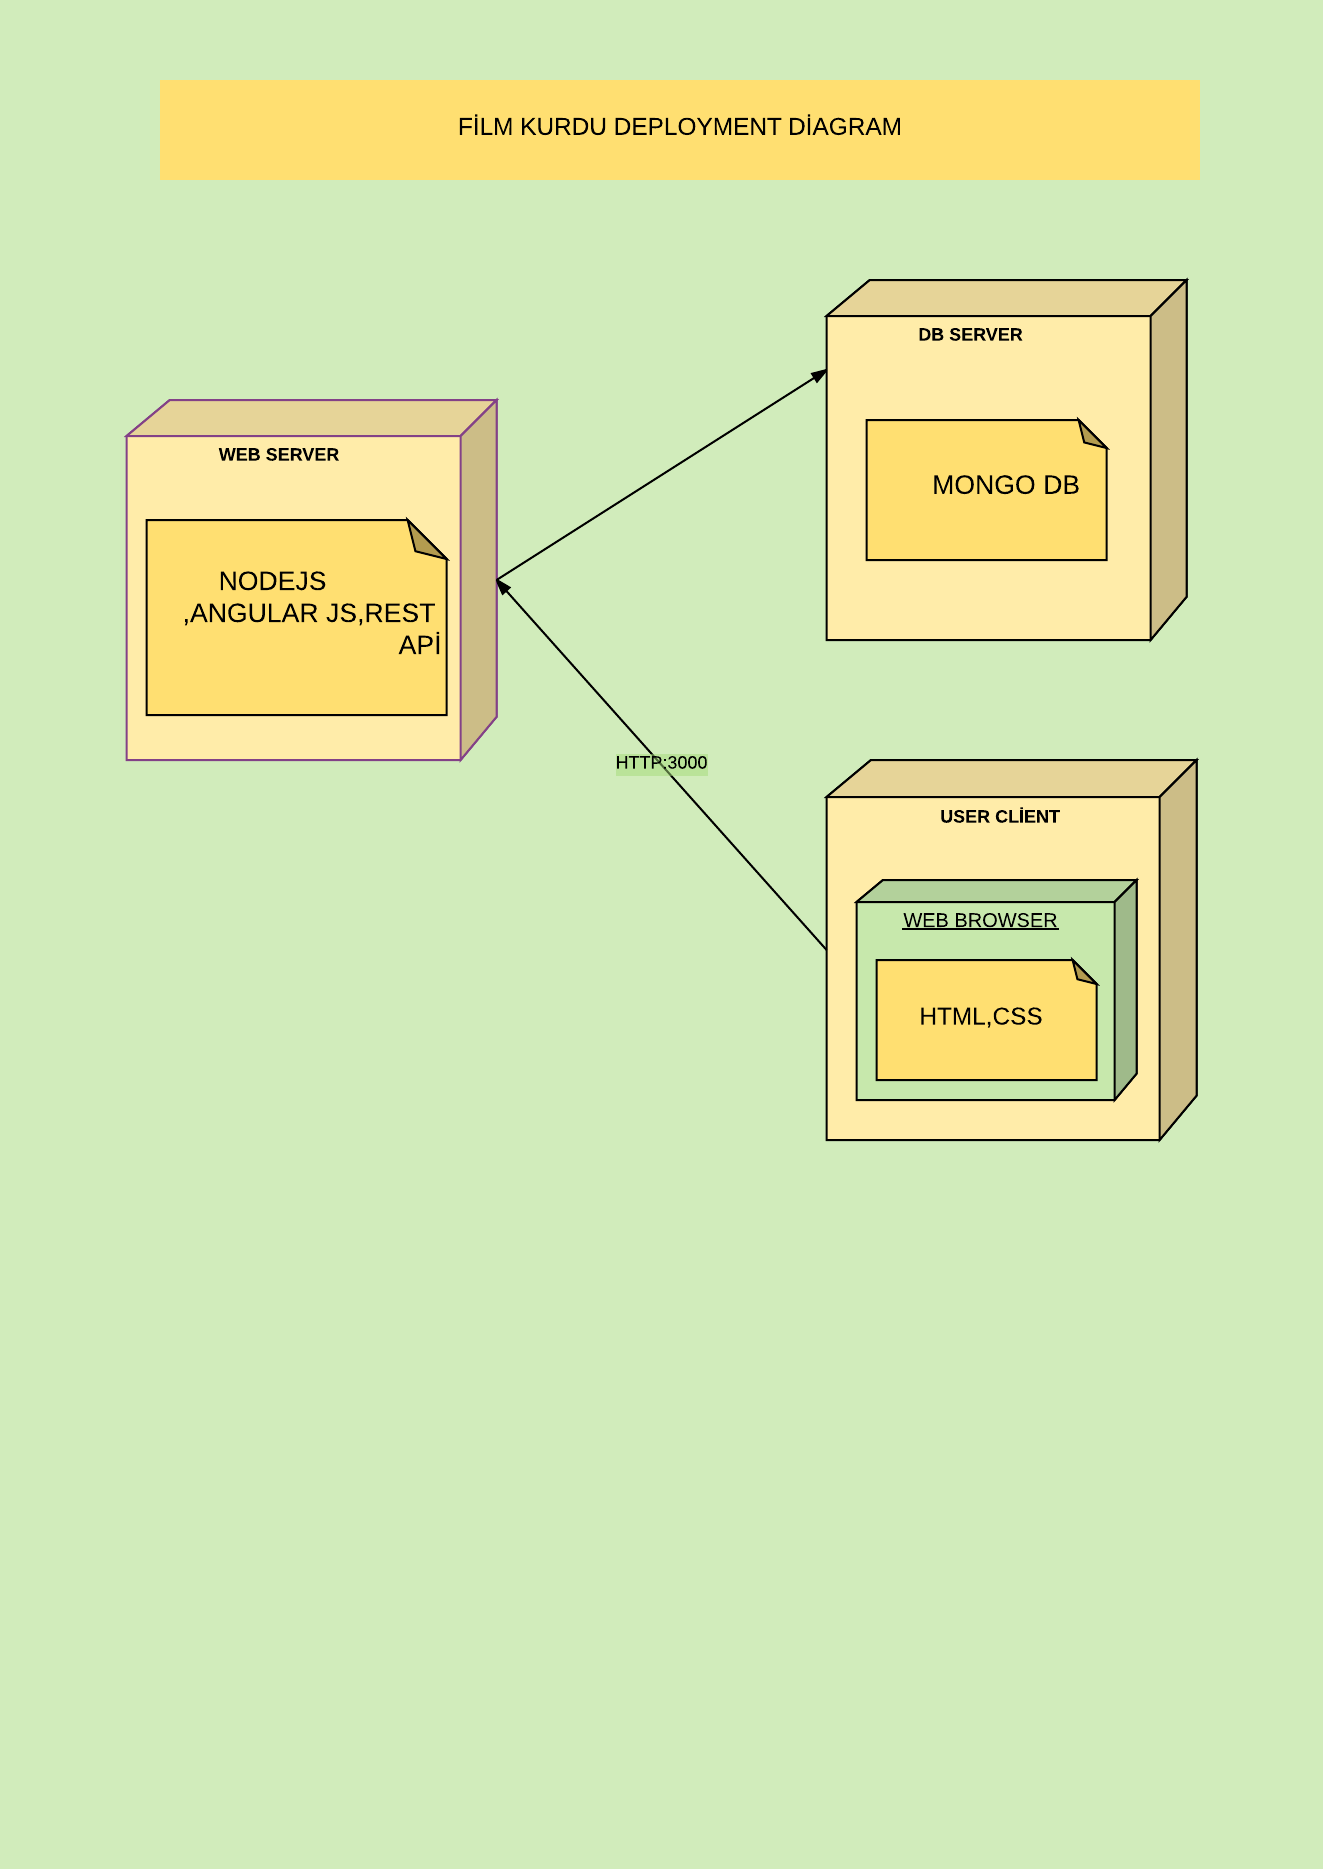 FİLM KURDU DEPLOYMENT DİAGRAM
DB SERVER
MONGO DB
WEB SERVER
NODEJS
,ANGULAR JS,REST
APİ
HTTP:3000
USER CLİENT
WEB BROWSER
HTML,CSS